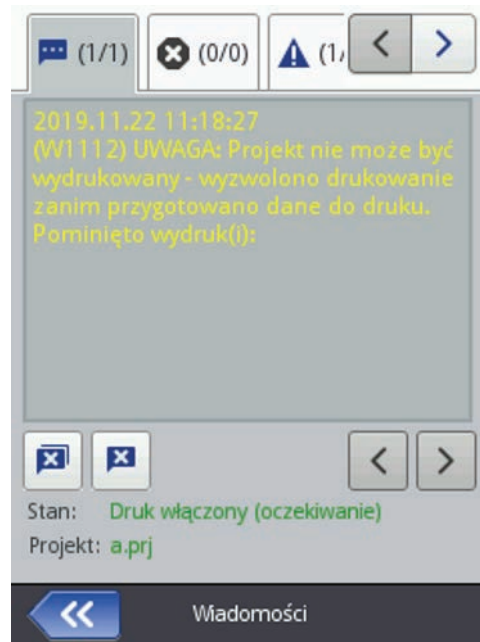 (1/1) (0/0) (1/
2019.11.22 11:18:27
(W1112) UWAGA: Projekt nie może być
wydrukowany - wyzwolono drukowanie
zanim przygotowano dane do druku.
Pominięto wydruk(i):
Stan: Druk włączony (oczekiwanie)
Projekt: a.prj
Wiadomości